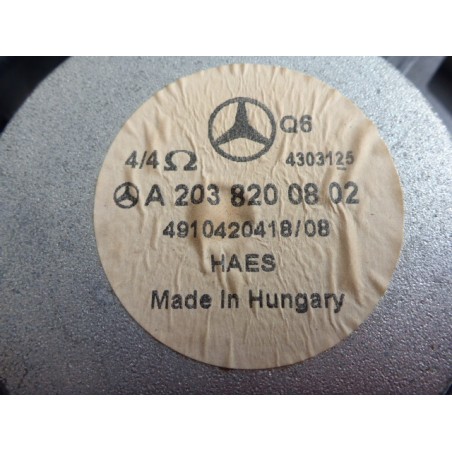 Q6
4/4 Ω 4303125
A 203 820 08 02
4910420418/08
HAES
Made In Hungary